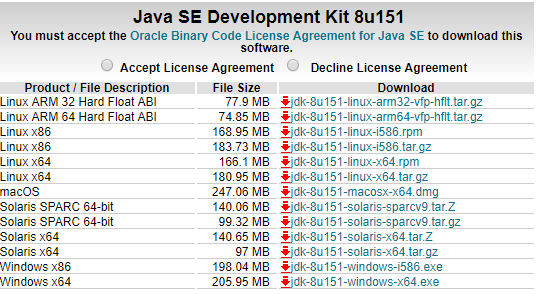 Java SE Development Kit 8u151
You must accept the Oracle Binary Code License Agreement for Java SE to download this
software.
Accept License Agreement Decline License Agreement
Product / File Description File Size Download
Linux ARM 32 Hard Float ABI 77.9 MB jdk-8u151-linux-arm32-vfp-hflt.tar.gz
Linux ARM 64 Hard Float ABI 74.85 MB jdk-8u151-linux-arm64-vfp-hflt.tar.gz
Linux x86 168.95 MB jdk-8u151-linux-i586.rpm
Linux x86 183.73 MB jdk-8u151-linux-i586.tar.gz
Linux x64 166.1 MB jdk-8u151-linux-x64.rpm
Linux x64 180.95 MB jdk-8u151-linux-x64.tar.gz
macOS 247.06 MB jdk-8u151-macosx-x64.dmg
Solaris SPARC 64-bit 140.06 MB jdk-8u151-solaris-sparcv9.tar.Z
Solaris SPARC 64-bit 99.32 MB jdk-8u151-solaris-sparcv9.tar.gz
Solaris x64 140.65 MB jdk-8u151-solaris-x64.tar.Z
Solaris x64 97 MB jdk-8u151-solaris-x64.tar.gz
Windows x86 198.04 MB jdk-8u151-windows-i586.exe
Windows x64 205.95 MB jdk-8u151-windows-x64.exe